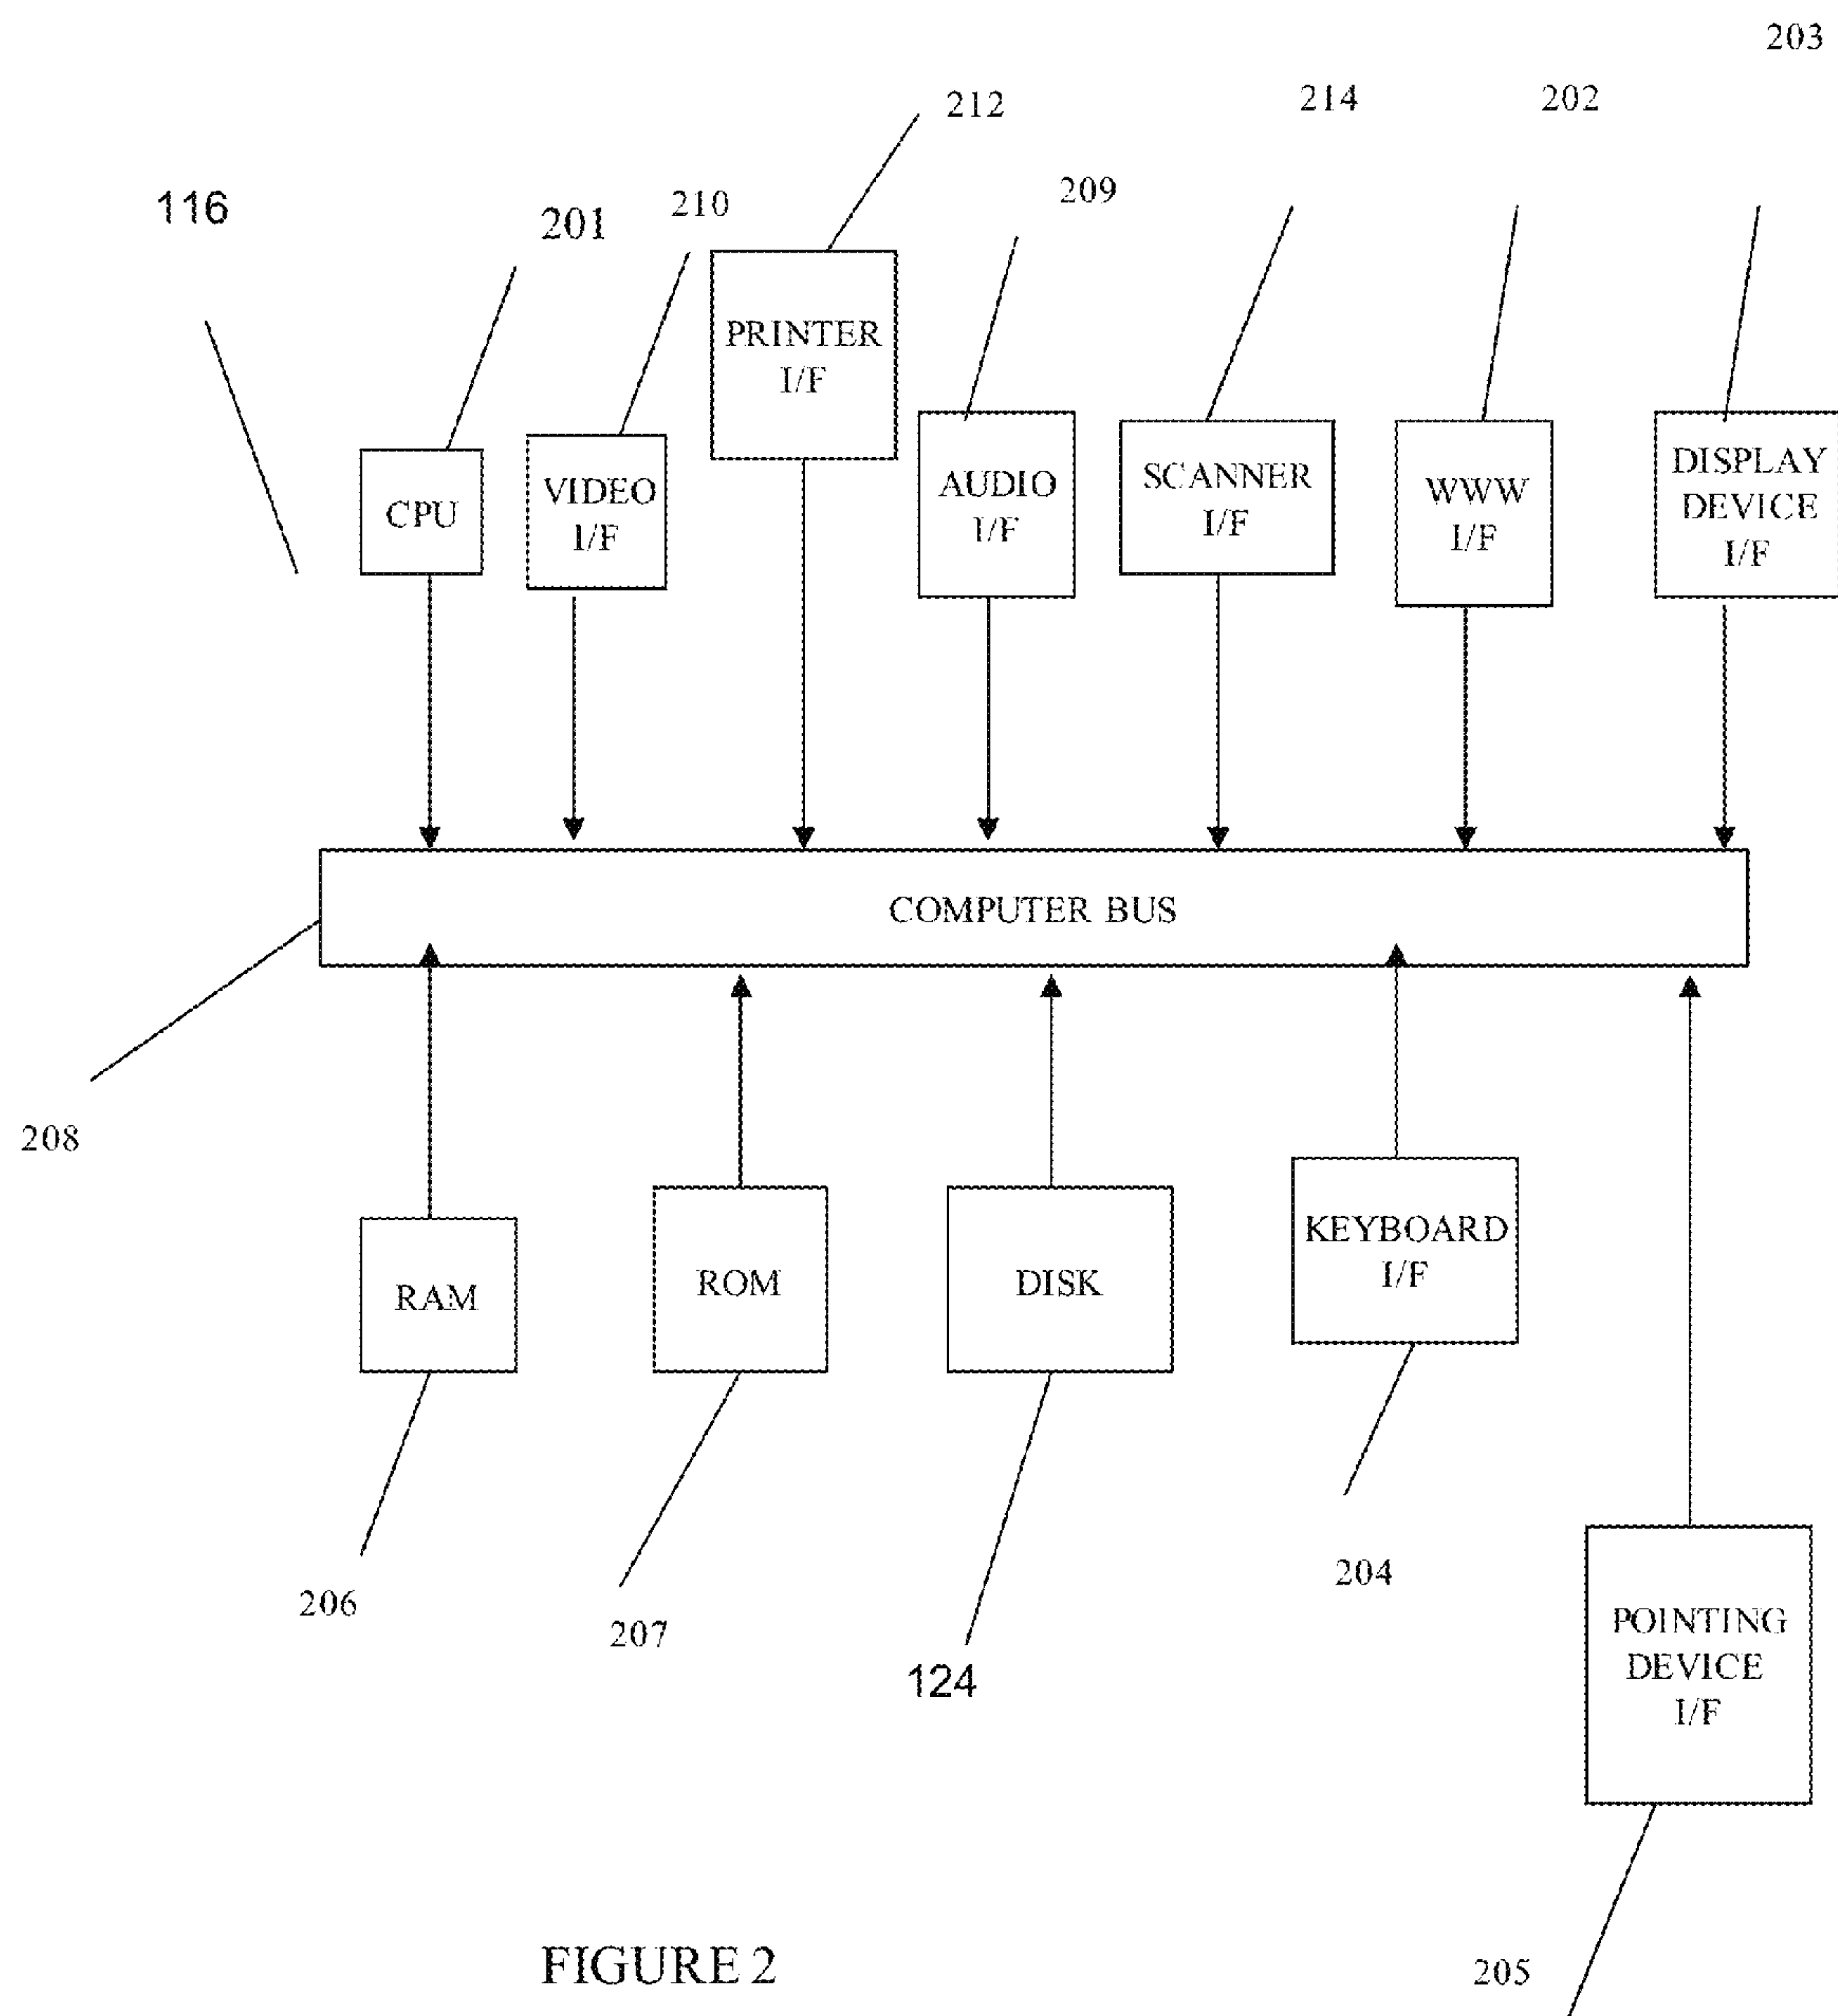 203
212
214
202
116
201
210
209
PRINTER
I/F
CPU
VIDEO
I/F
AUDIO
I/F
SCANNER
I/F
WWW
I/F
DISPLAY
DEVICE
I/F
COMPUTER BUS
208
RAM
ROM
DISK
KEYBOARD
I/F
206
207
124
204
POINTING
DEVICE
I/F
FIGURE 2
205